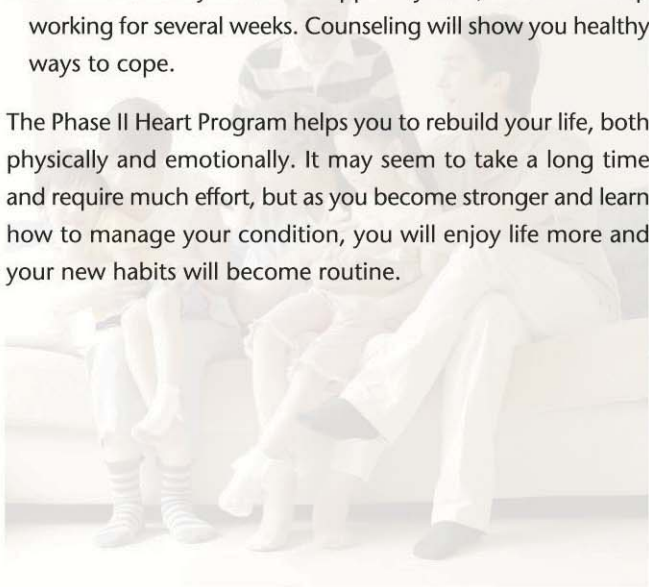 working for several weeks. Counseling will show you healthy
ways to cope.
The Phase II Heart Program helps you to rebuild your life, both
physically and emotionally. It may seem to take a long time
and require much effort, but as you become stronger and learn
how to manage your condition, you will enjoy life more and
your new habits will become routine.